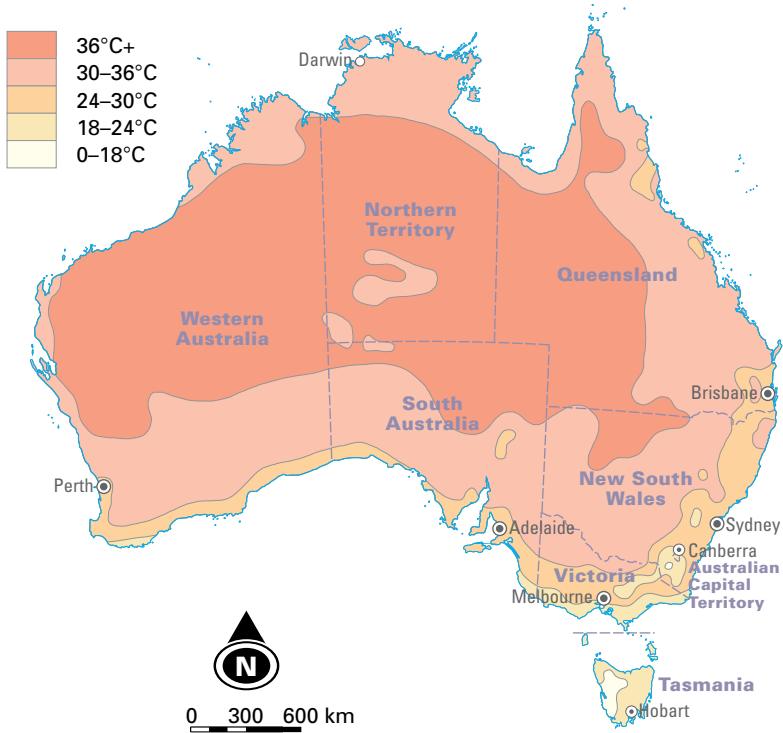 36°C+
30–36°C
24–30°C
18–24°C
0–18°C
Darwin
Northern
Territory
Queensland
Western
Australia
South
Australia
Brisbane
Perth
New South
Wales
Adelaide
Sydney
Canberra
Australian
Capital
Territory
Victoria
Melbourne
Tasmania
Hobart
N
0 300 600 km